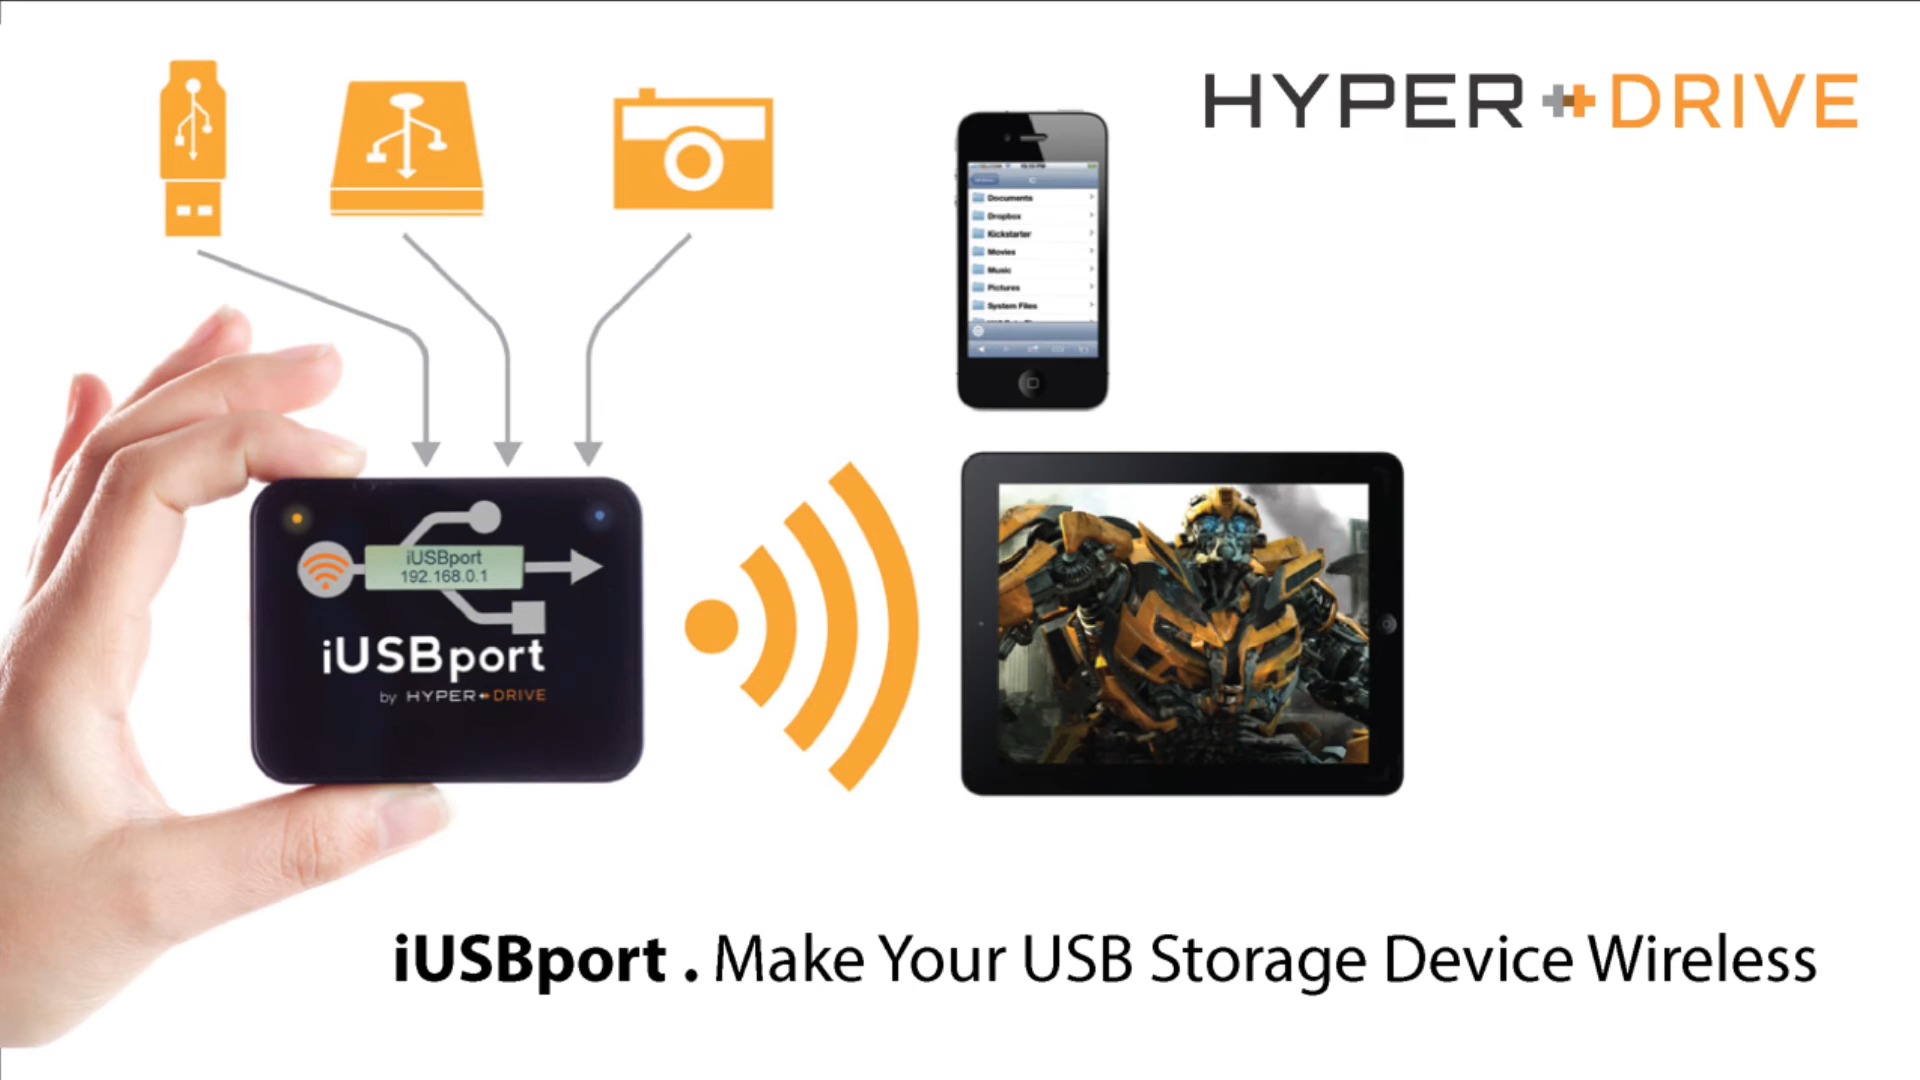 HYPER DRIVE
Documents
Dropbox
Kickstarter
Movies
Music
Pictures
System Files
iUSBport
192.168.0.1
iUSBport
by HYPER DRIVE
iUSBport . Make Your USB Storage Device Wireless